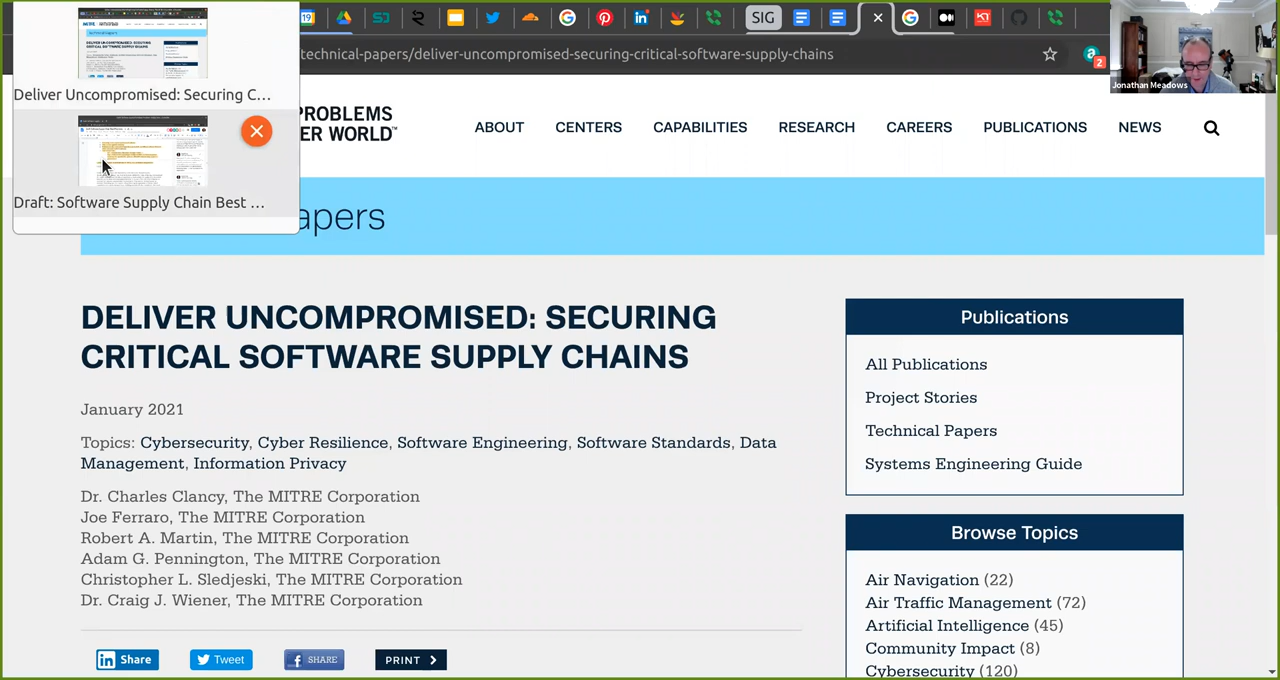 19
SIG
technical-papers/deliver-uncompromised-securing-critical-software-supply-chains
2
Jonathan Meadows
Deliver Uncompromised: Securing C…
Draft: Software Supply Chain Best …
PROBLEMS
ER WORLD™
ABOUT CENTERS CAPABILITIES RESEARCH CAREERS PUBLICATIONS NEWS
apers
DELIVER UNCOMPROMISED: SECURING
CRITICAL SOFTWARE SUPPLY CHAINS
January 2021
Topics: Cybersecurity, Cyber Resilience, Software Engineering, Software Standards, Data
Management, Information Privacy
Dr. Charles Clancy, The MITRE Corporation
Joe Ferraro, The MITRE Corporation
Robert A. Martin, The MITRE Corporation
Adam G. Pennington, The MITRE Corporation
Christopher L. Sledjeski, The MITRE Corporation
Dr. Craig J. Wiener, The MITRE Corporation
Share
Tweet
SHARE
PRINT
Publications
All Publications
Project Stories
Technical Papers
Systems Engineering Guide
Browse Topics
Air Navigation (22)
Air Traffic Management (72)
Artificial Intelligence (45)
Community Impact (8)
Cybersecurity (120)